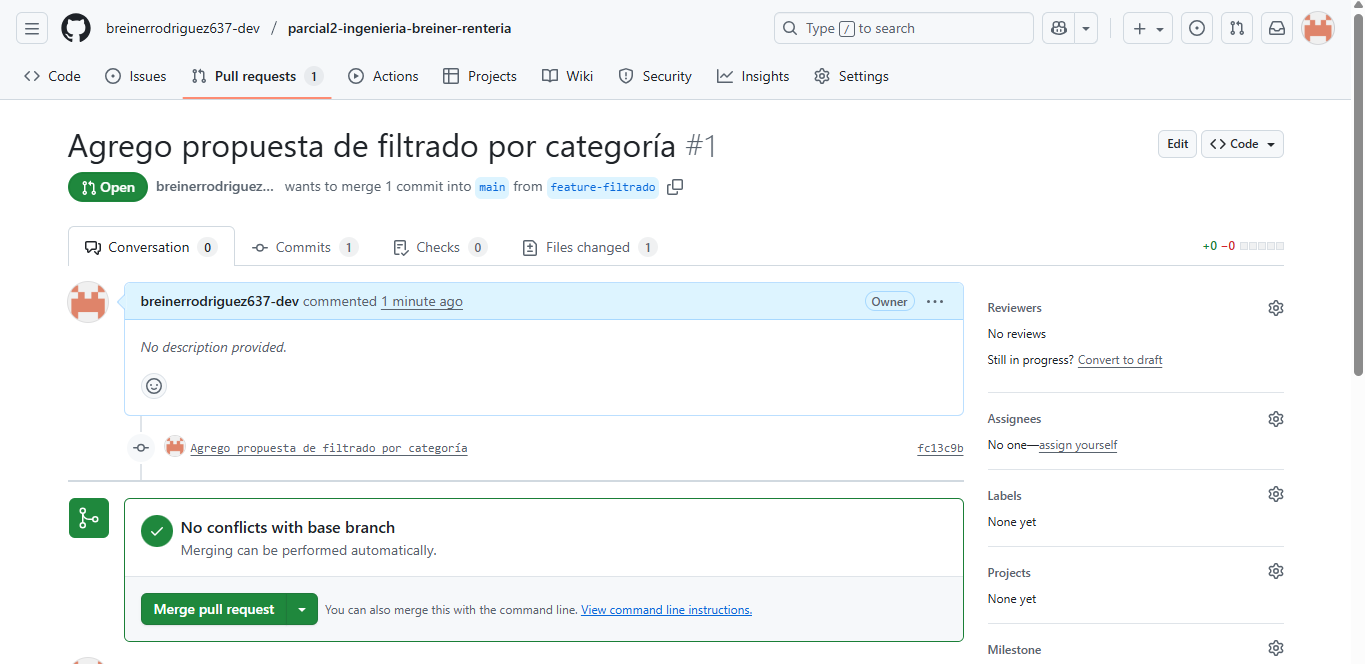 breinerrodriguez637-dev / parcial2-ingenieria-breiner-renteria
Type / to search
Code Issues Pull requests 1 Actions Projects Wiki Security Insights Settings
Agrego propuesta de filtrado por categoría #1
Edit
Code
Open breinerrodriguez... wants to merge 1 commit into main from feature-filtrado
Conversation 0 Commits 1 Checks 0 Files changed 1
+0 −0
breinerrodriguez637-dev commented 1 minute ago
Owner
No description provided.
Agrego propuesta de filtrado por categoría
fc13c9b
No conflicts with base branch
Merging can be performed automatically.
Merge pull request
You can also merge this with the command line. View command line instructions.
Reviewers
No reviews
Still in progress? Convert to draft
Assignees
No one—assign yourself
Labels
None yet
Projects
None yet
Milestone